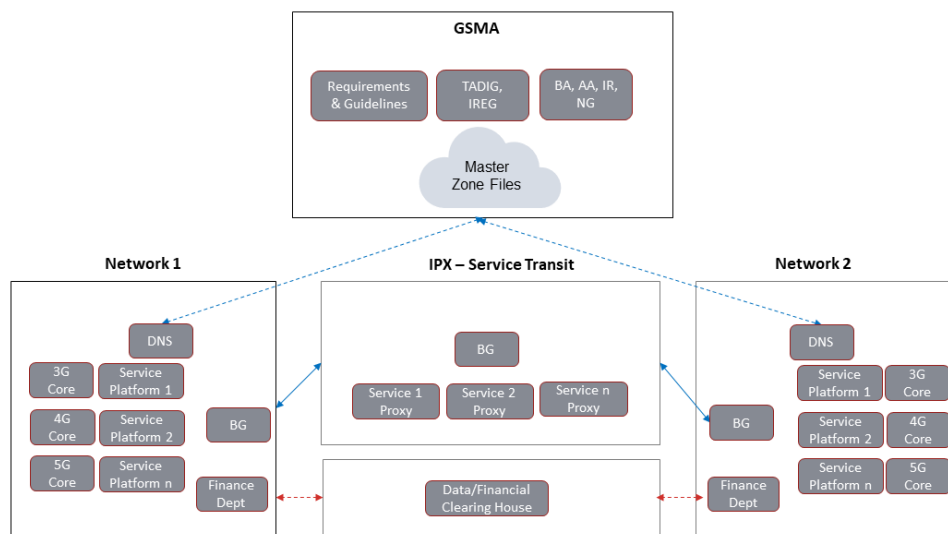 GSMA
Requirements
& Guidelines
TADIG,
IREG
BA, AA, IR,
NG
Master
Zone Files
Network 1
IPX – Service Transit
Network 2
DNS
3G
Core
Service
Platform 1
4G
Core
Service
Platform 2
5G
Core
Service
Platform n
BG
Finance
Dept
BG
Service 1
Proxy
Service 2
Proxy
Service n
Proxy
Data/Financial
Clearing House
DNS
Service
Platform 1
3G
Core
BG
Service
Platform 2
4G
Core
Service
Platform n
5G
Core
Finance
Dept